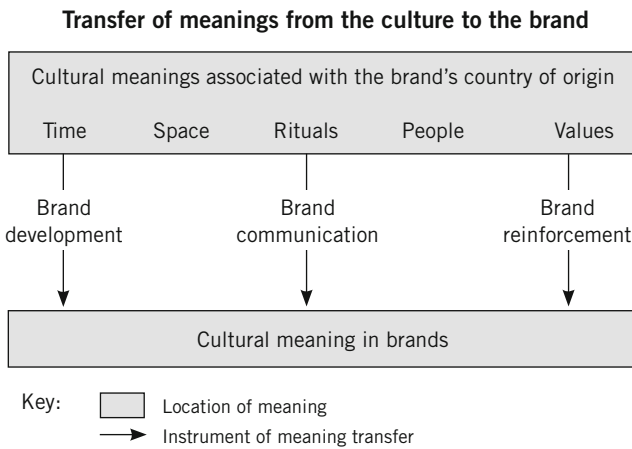 Transfer of meanings from the culture to the brand
Cultural meanings associated with the brand’s country of origin
Time Space Rituals People Values
Brand development
Brand communication
Brand reinforcement
Cultural meaning in brands
Key:
Location of meaning
Instrument of meaning transfer